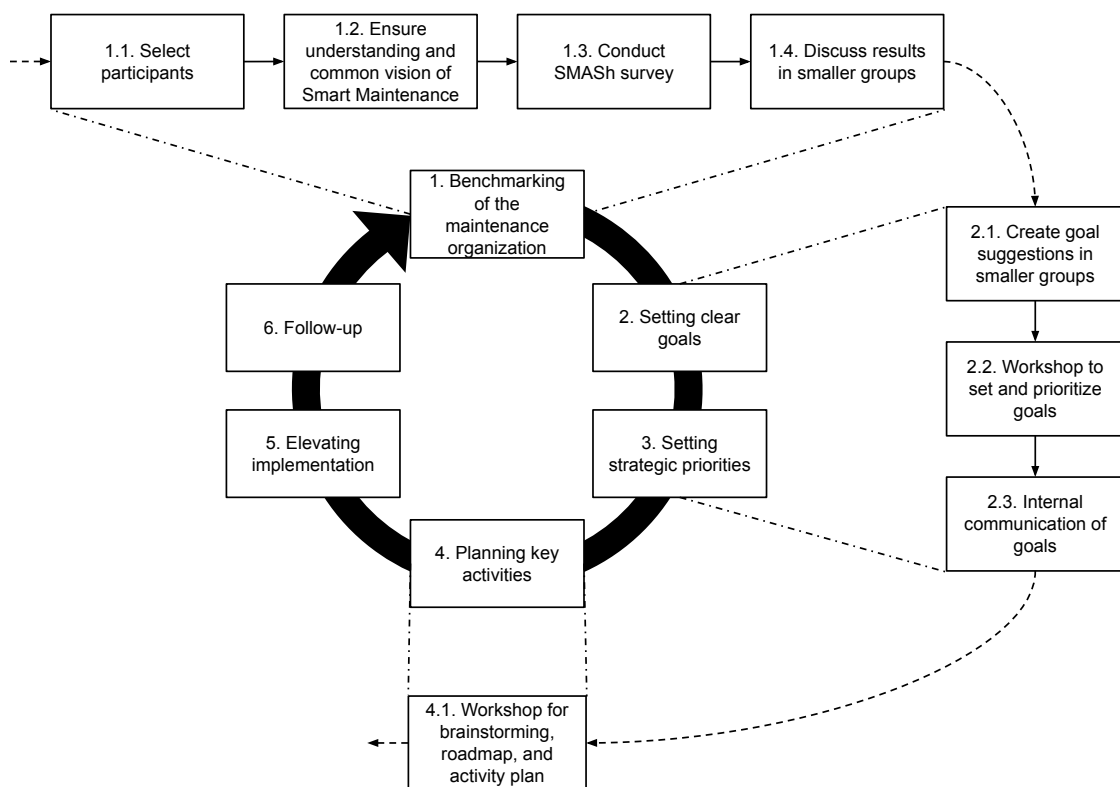 1.1. Select
participants
1.2. Ensure
understanding and
common vision of
Smart Maintenance
1.3. Conduct
SMASh survey
1.4. Discuss results
in smaller groups
1. Benchmarking
of the
maintenance
organization
2.1. Create goal
suggestions in
smaller groups
6. Follow-up
2. Setting clear
goals
2.2. Workshop to
set and prioritize
goals
5. Elevating
implementation
3. Setting
strategic priorities
2.3. Internal
communication of
goals
4. Planning key
activities
4.1. Workshop for
brainstorming,
roadmap, and
activity plan